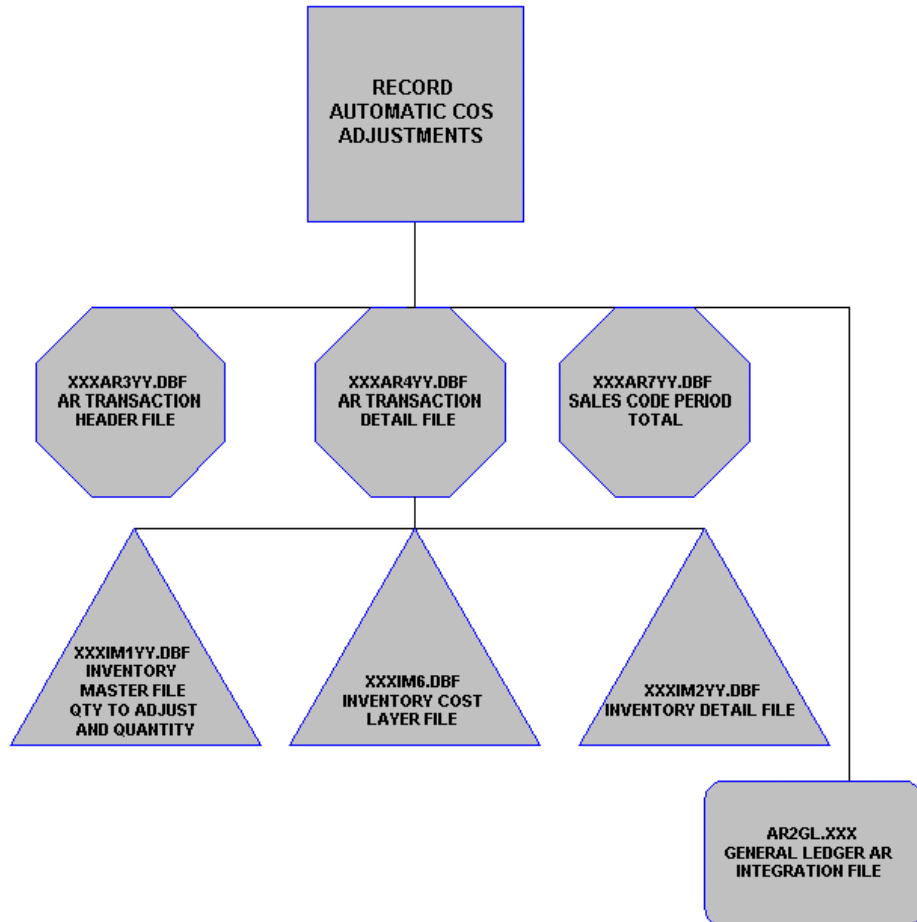 RECORD
AUTOMATIC COS
ADJUSTMENTS
XXXAR3YY.DBF
AR TRANSACTION
HEADER FILE
XXXAR4YY.DBF
AR TRANSACTION
DETAIL FILE
XXXAR7YY.DBF
SALES CODE PERIOD
TOTAL
XXXIM1YY.DBF
INVENTORY
MASTER FILE
QTY TO ADJUST
AND QUANTITY
XXXIM6.DBF
INVENTORY COST
LAYER FILE
XXXIM2YY.DBF
INVENTORY DETAIL FILE
AR2GL.XXX
GENERAL LEDGER AR
INTEGRATION FILE